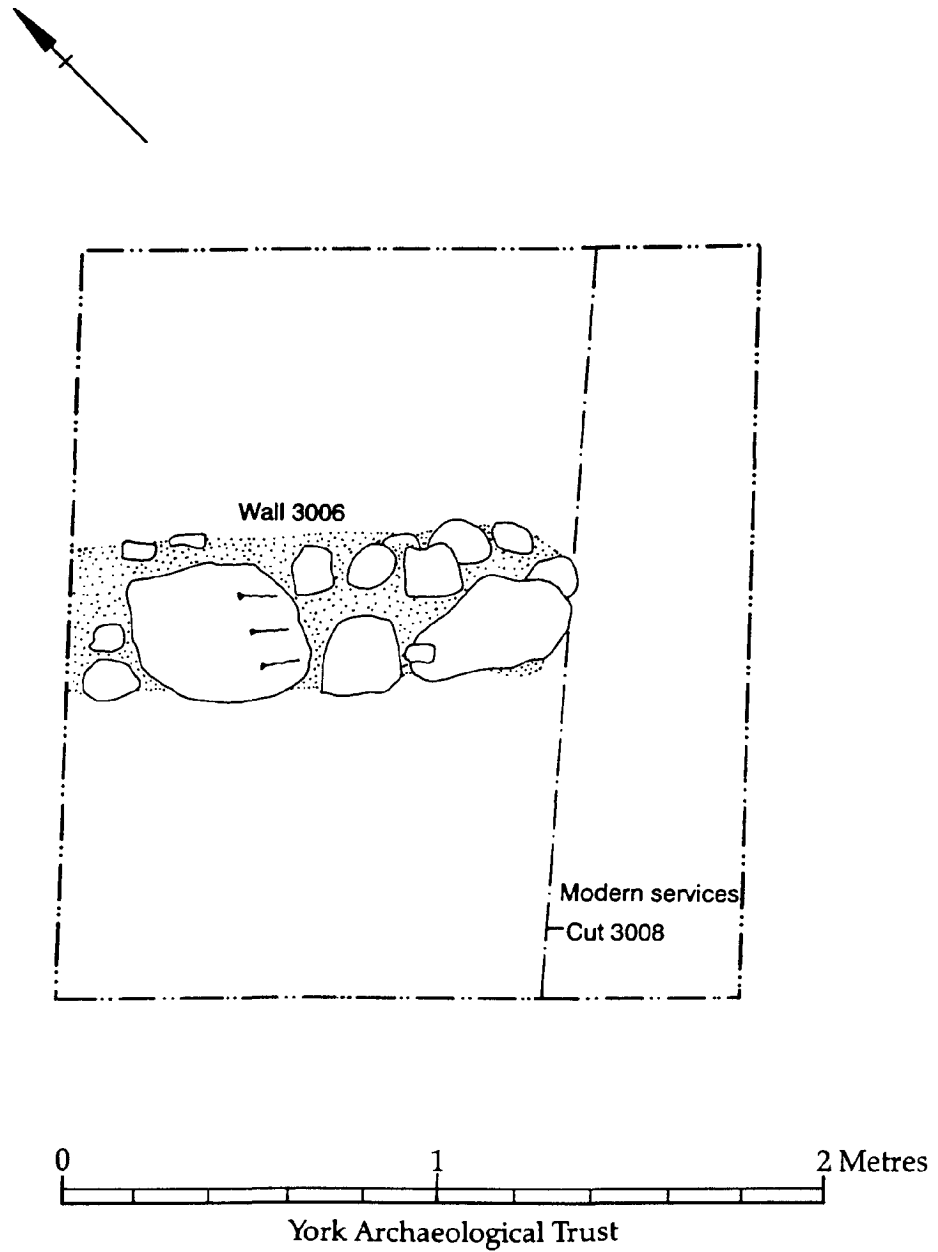 Wall 3006
Modern services
Cut 3008
0 1 2 Metres
York Archaeological Trust